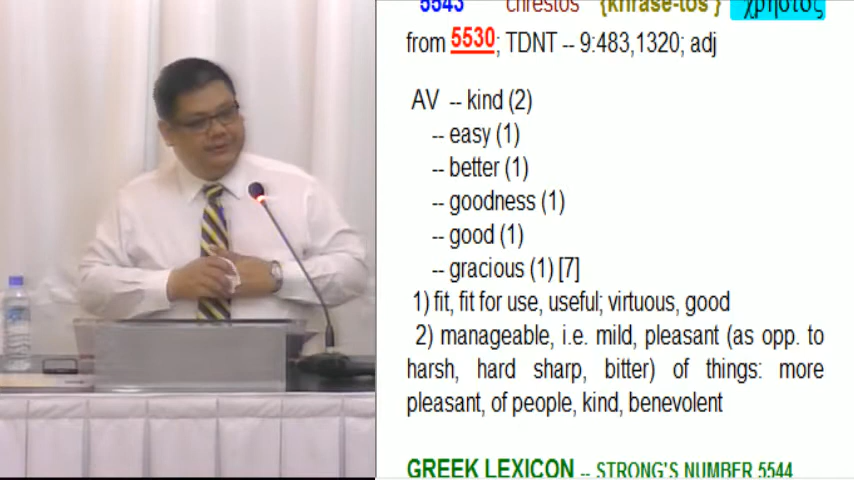 5543 chrestos {khrase-tos'} χρηστος
from 5530; TDNT -- 9:483,1320; adj
AV -- kind (2)
-- easy (1)
-- better (1)
-- goodness (1)
-- good (1)
-- gracious (1) [7]
1) fit, fit for use, useful; virtuous, good
2) manageable, i.e. mild, pleasant (as opp. to
harsh, hard sharp, bitter) of things: more
pleasant, of people, kind, benevolent
GREEK LEXICON -- STRONG'S NUMBER 5544